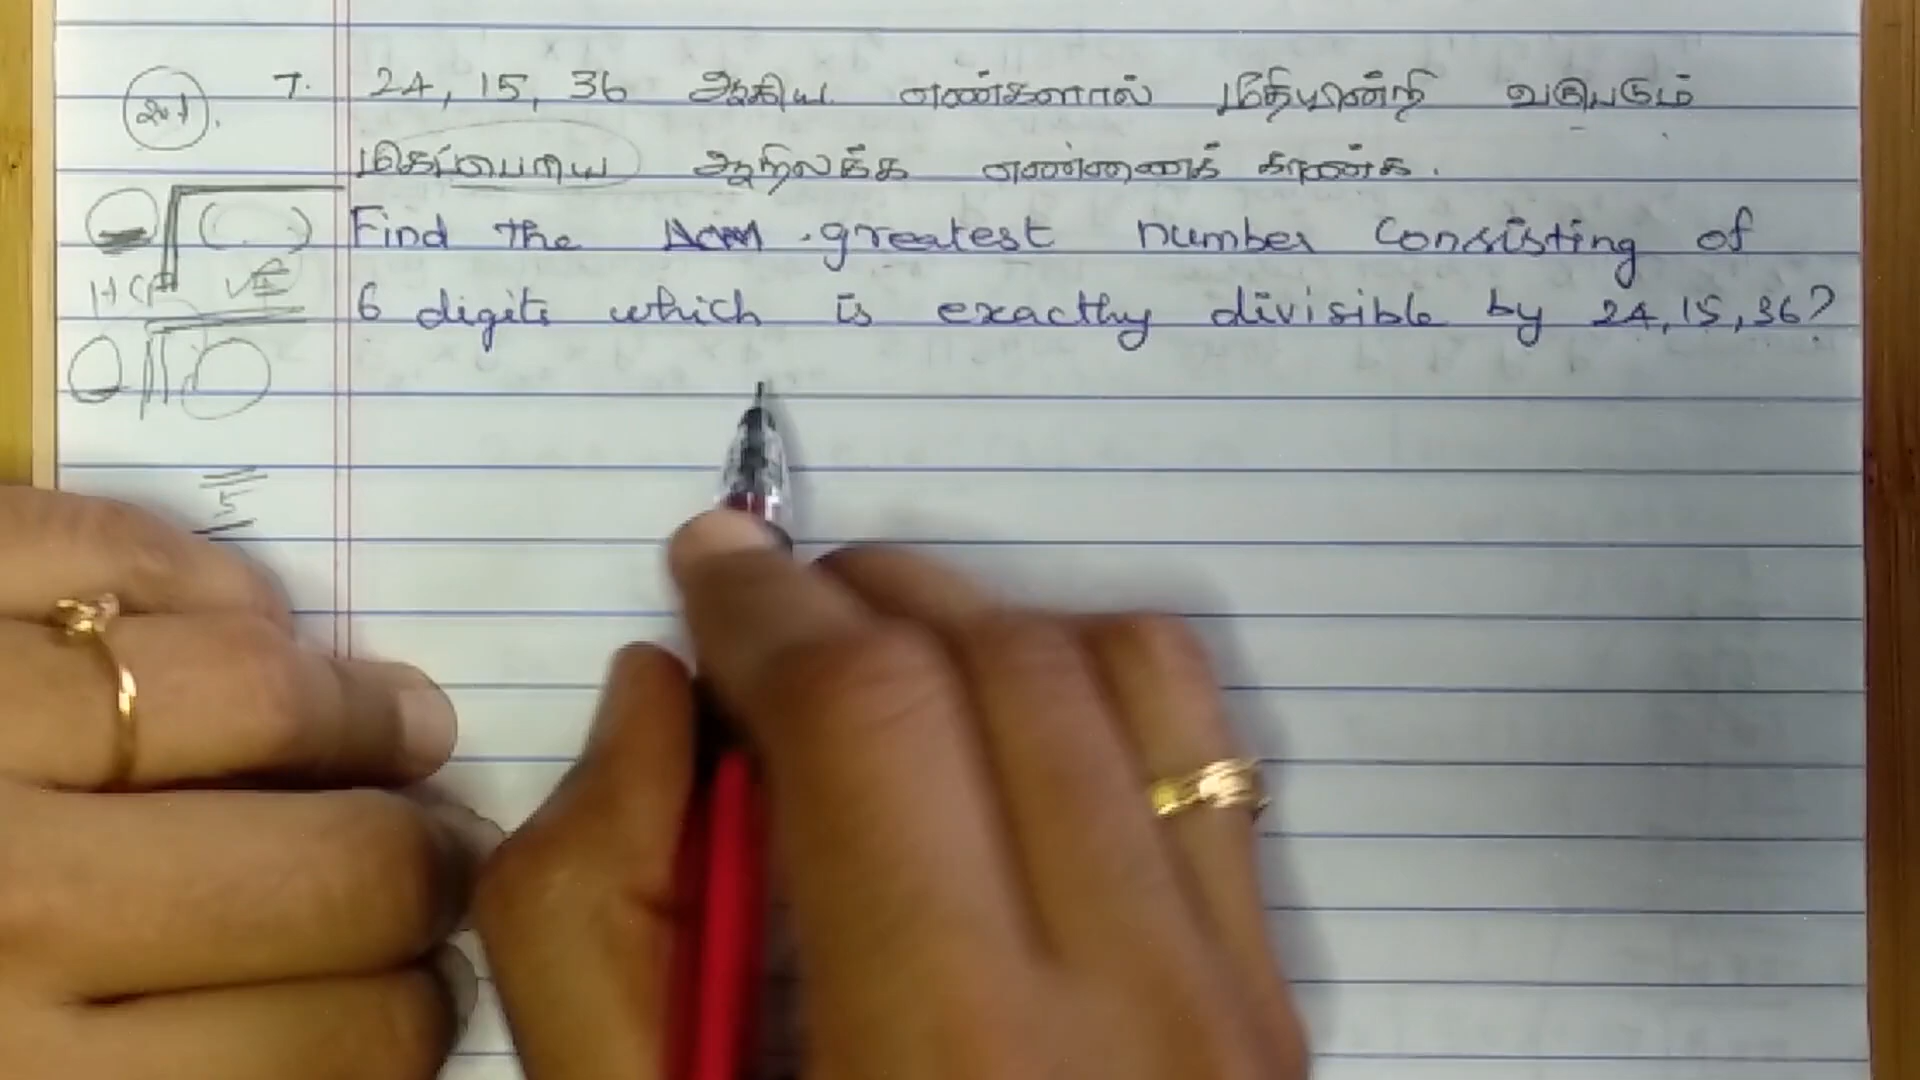 7. 24, 15, 36 ஆகிய எண்களால் மீதியின்றி வகுபடும்
மிகப்பெரிய ஆறிலக்க எண்ணைக் காண்க.
Find the greatest number consisting of
HCF
6 digits which is exactly divisible by 24, 15, 36?
5